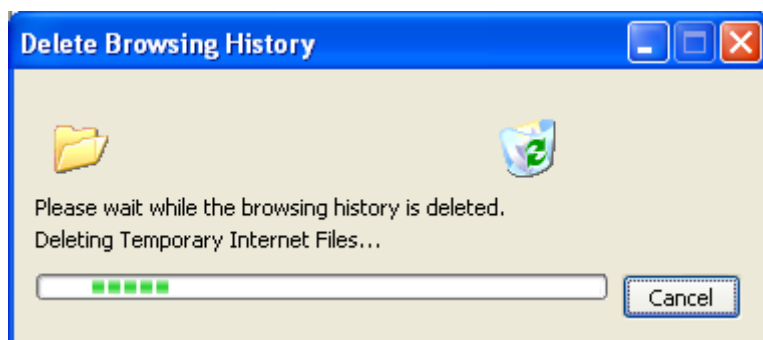 Delete Browsing History
Please wait while the browsing history is deleted.
Deleting Temporary Internet Files...
Cancel